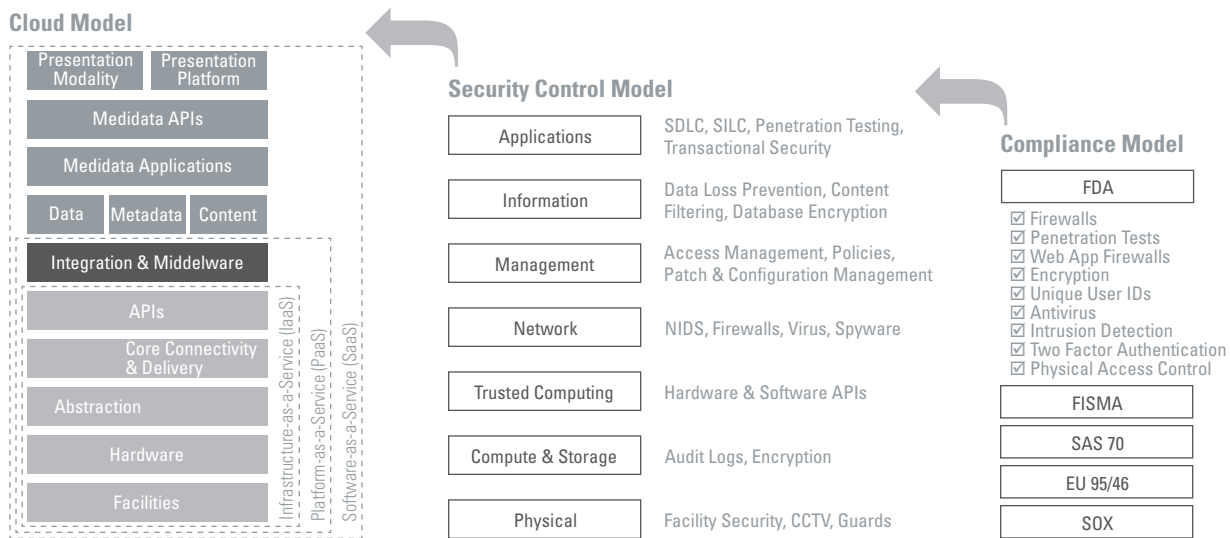 Cloud Model
Presentation
Modality
Presentation
Platform
Medidata APIs
Medidata Applications
Data
Metadata
Content
Integration & Middelware
APIs
Core Connectivity
& Delivery
Abstraction
Hardware
Facilities
Infrastructure-as-a-Service (IaaS)
Platform-as-a-Service (PaaS)
Software-as-a-Service (SaaS)
Security Control Model
Applications
SDLC, SILC, Penetration Testing,
Transactional Security
Information
Data Loss Prevention, Content
Filtering, Database Encryption
Management
Access Management, Policies,
Patch & Configuration Management
Network
NIDS, Firewalls, Virus, Spyware
Trusted Computing
Hardware & Software APIs
Compute & Storage
Audit Logs, Encryption
Physical
Facility Security, CCTV, Guards
Compliance Model
FDA
☑ Firewalls
☑ Penetration Tests
☑ Web App Firewalls
☑ Encryption
☑ Unique User IDs
☑ Antivirus
☑ Intrusion Detection
☑ Two Factor Authentication
☑ Physical Access Control
FISMA
SAS 70
EU 95/46
SOX